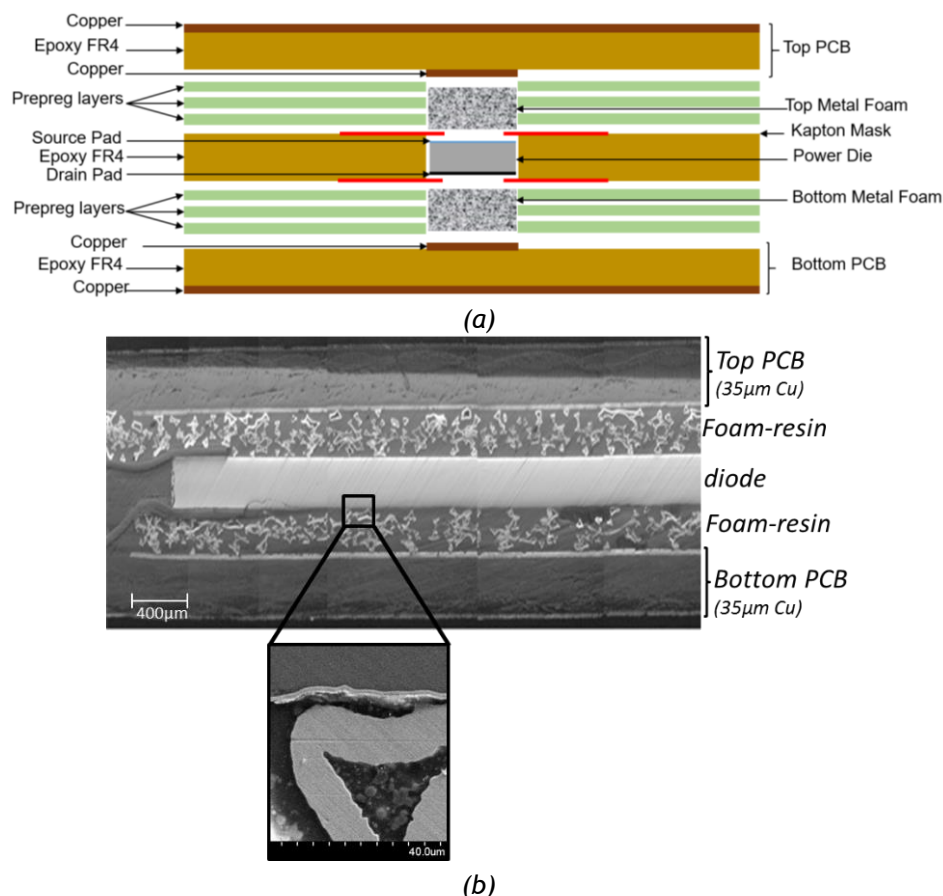 Copper
Epoxy FR4
Copper
Top PCB
Prepreg layers
Top Metal Foam
Source Pad
Epoxy FR4
Drain Pad
Kapton Mask
Power Die
Prepreg layers
Bottom Metal Foam
Copper
Epoxy FR4
Copper
Bottom PCB
(a)
Top PCB
(35µm Cu)
Foam-resin
diode
Foam-resin
Bottom PCB
(35µm Cu)
400µm
40.0um
(b)